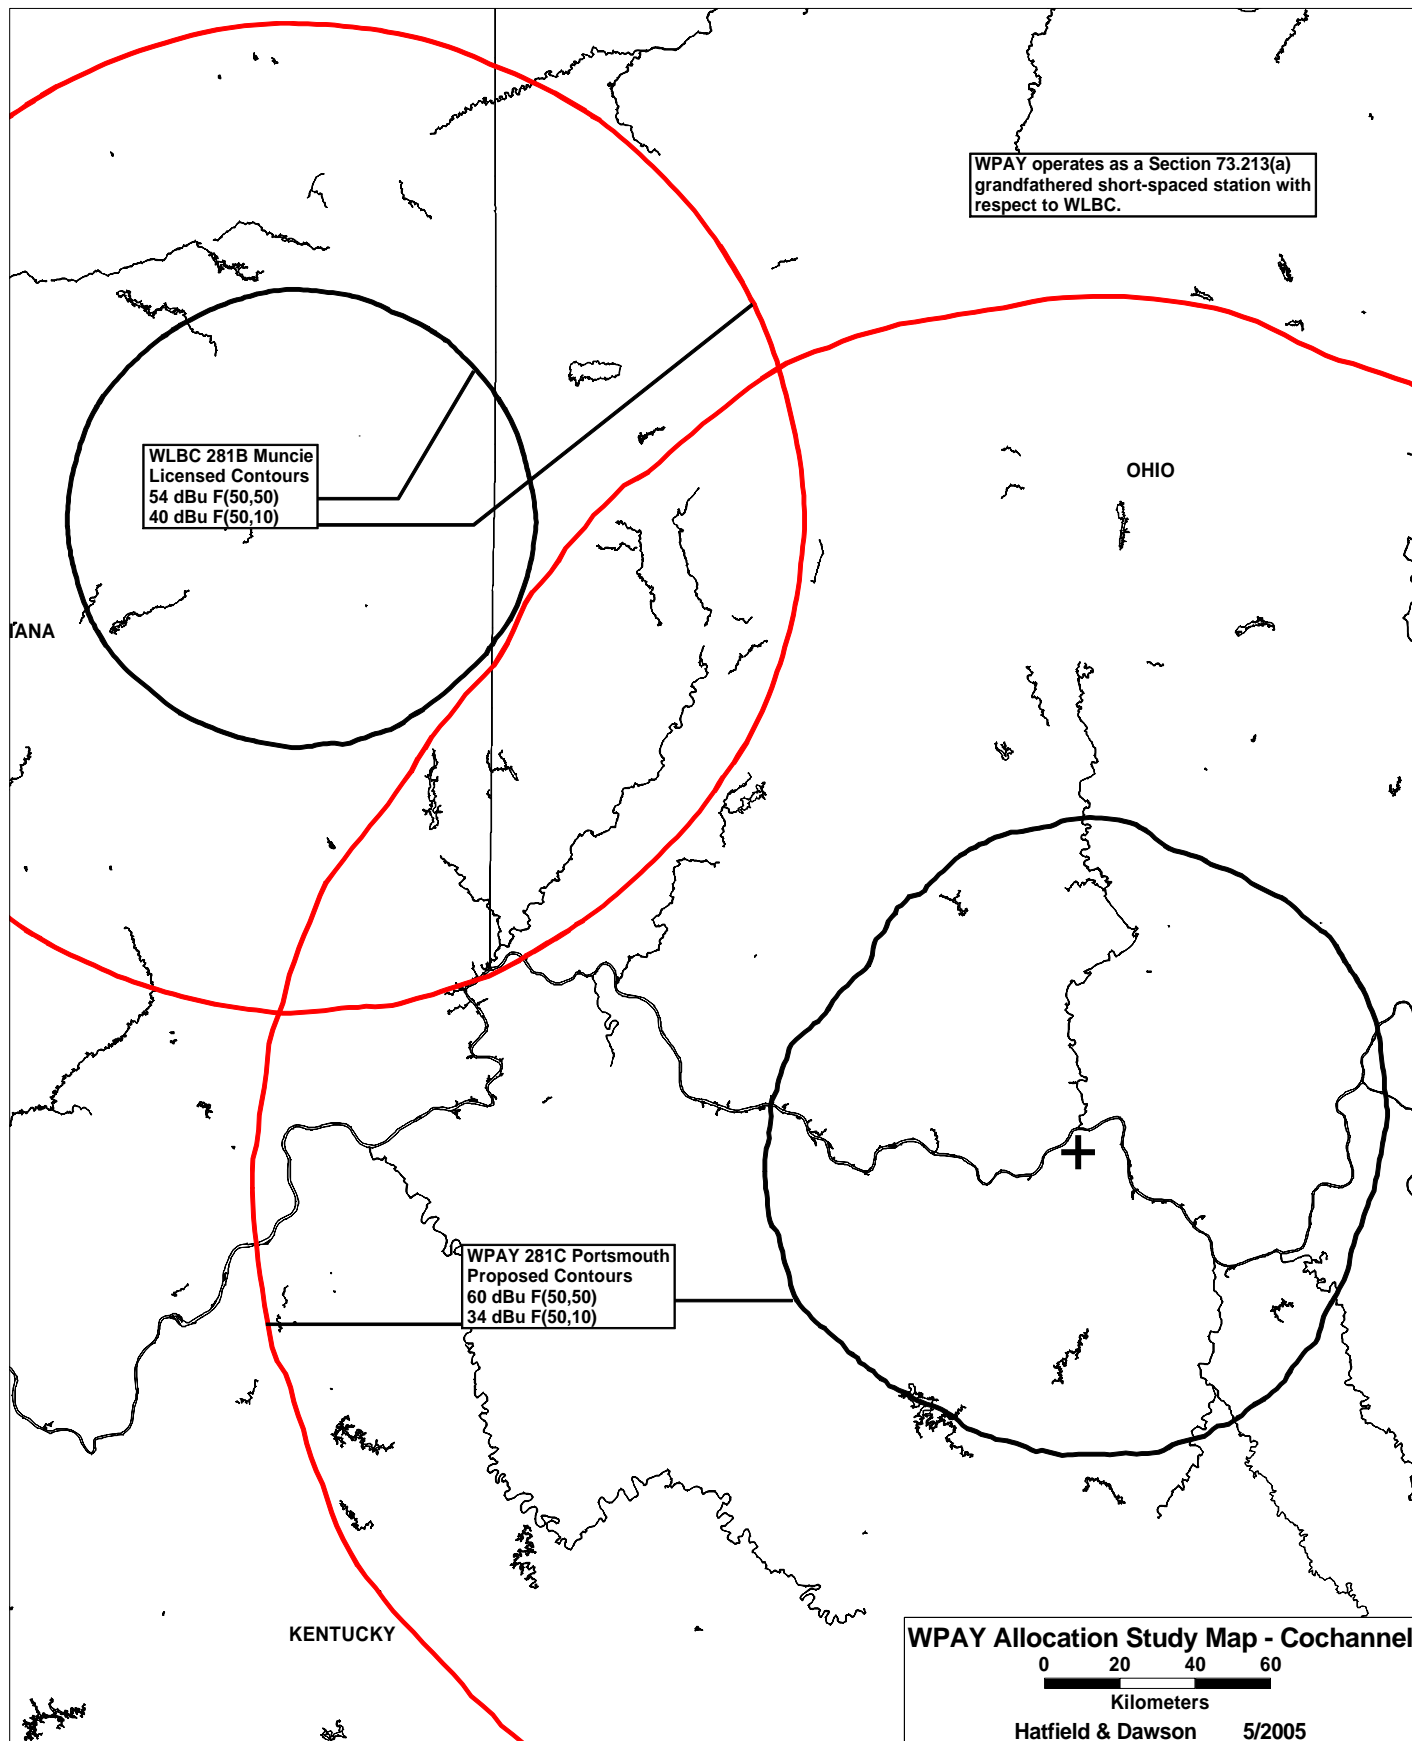 WPAY operates as a Section 73.213(a)
grandfathered short-spaced station with
respect to WLBC.
WLBC 281B Muncie
Licensed Contours
54 dBu F(50,50)
40 dBu F(50,10)
OHIO
IANA
WPAY 281C Portsmouth
Proposed Contours
60 dBu F(50,50)
34 dBu F(50,10)
KENTUCKY
WPAY Allocation Study Map - Cochannel
0 20 40 60
Kilometers
Hatfield & Dawson 5/2005